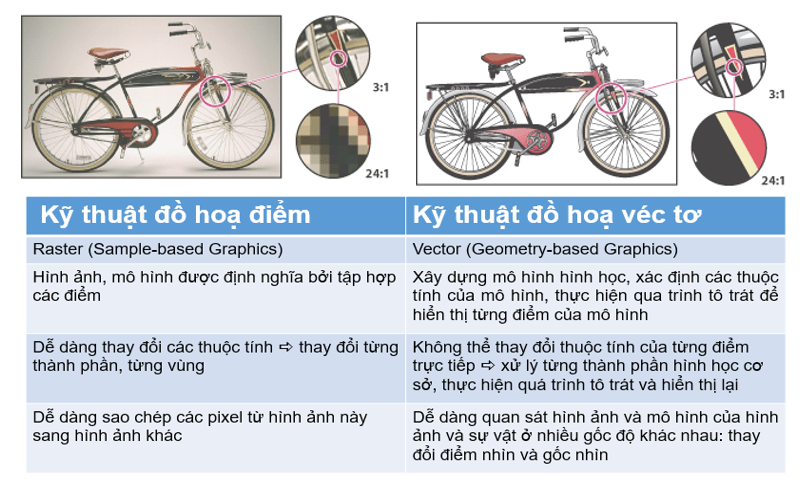 3:1
24:1
3:1
24:1
Kỹ thuật đồ hoạ điểm
Kỹ thuật đồ hoạ véc tơ
Raster (Sample-based Graphics)
Vector (Geometry-based Graphics)
Hình ảnh, mô hình được định nghĩa bởi tập hợp
các điểm
Xây dựng mô hình hình học, xác định các thuộc
tính của mô hình, thực hiện qua trình tô trát để
hiển thị từng điểm của mô hình
Dễ dàng thay đổi các thuộc tính ⇨ thay đổi từng
thành phần, từng vùng
Không thể thay đổi thuộc tính của từng điểm
trực tiếp ⇨ xử lý từng thành phần hình học cơ
sở, thực hiện quá trình tô trát và hiển thị lại
Dễ dàng sao chép các pixel từ hình ảnh này
sang hình ảnh khác
Dễ dàng quan sát hình ảnh và mô hình của hình
ảnh và sự vật ở nhiều gốc độ khác nhau: thay
đổi điểm nhìn và gốc nhìn